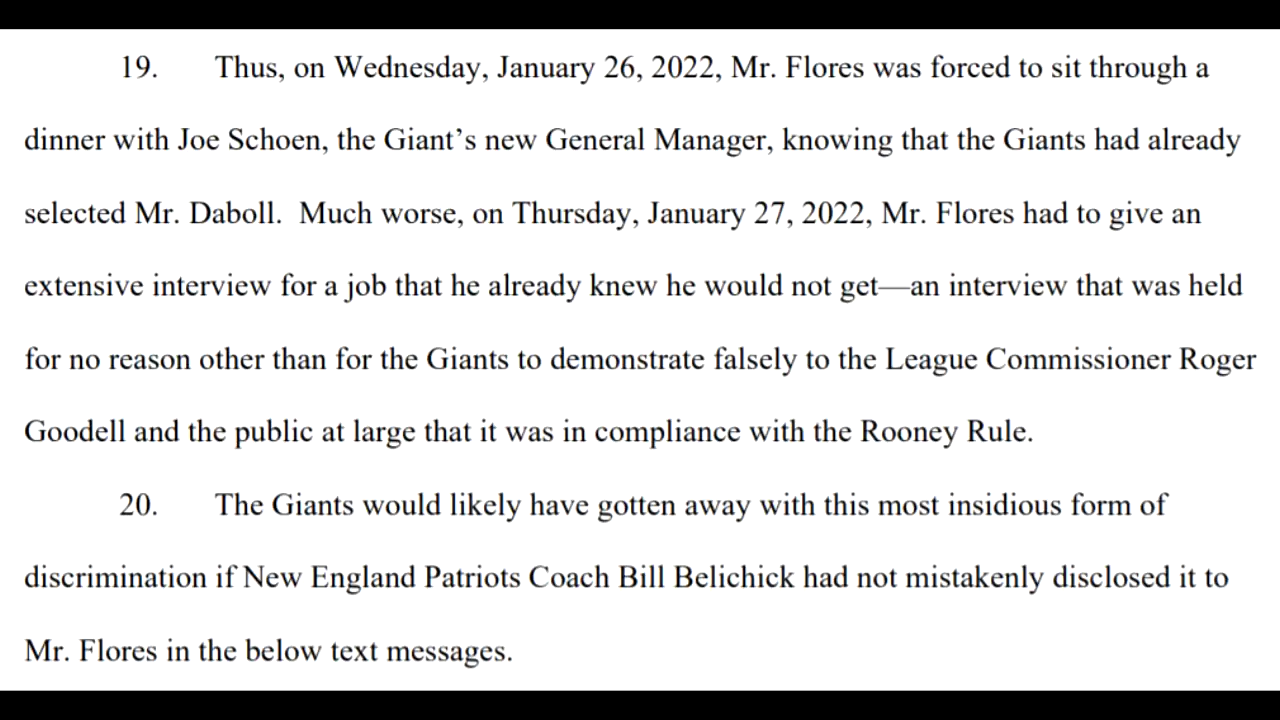 19. Thus, on Wednesday, January 26, 2022, Mr. Flores was forced to sit through a
dinner with Joe Schoen, the Giant’s new General Manager, knowing that the Giants had already
selected Mr. Daboll.  Much worse, on Thursday, January 27, 2022, Mr. Flores had to give an
extensive interview for a job that he already knew he would not get—an interview that was held
for no reason other than for the Giants to demonstrate falsely to the League Commissioner Roger
Goodell and the public at large that it was in compliance with the Rooney Rule.
20. The Giants would likely have gotten away with this most insidious form of
discrimination if New England Patriots Coach Bill Belichick had not mistakenly disclosed it to
Mr. Flores in the below text messages.